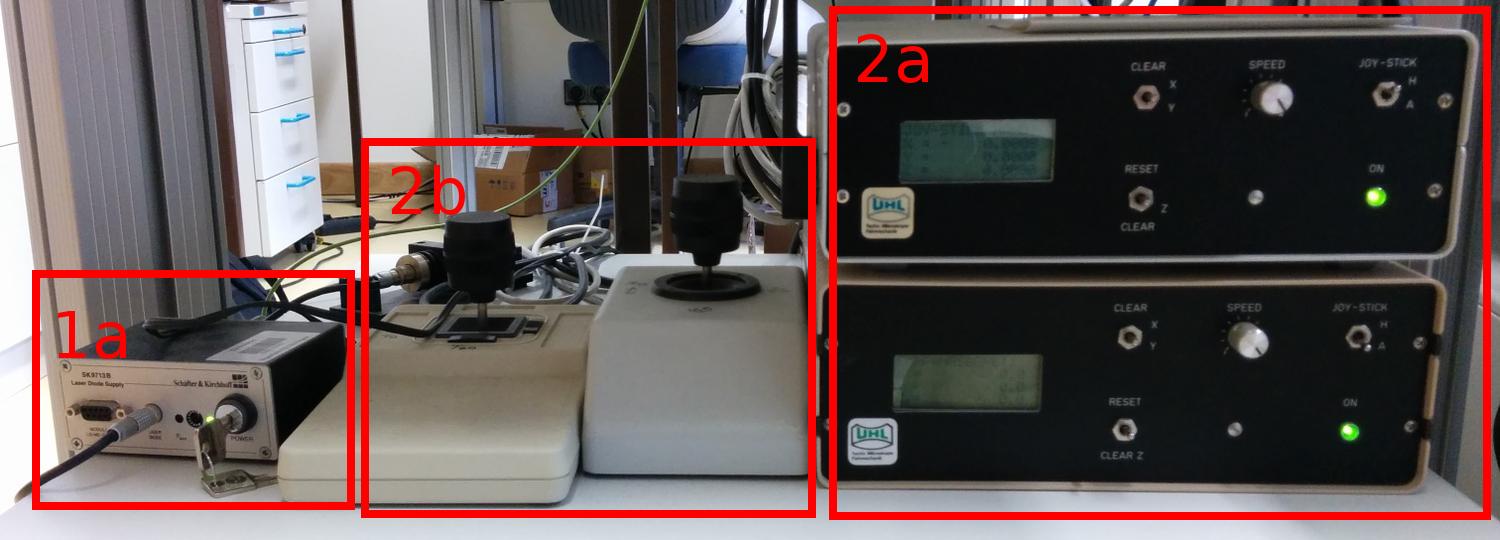 1a
SK9713B
Laser Diode Supply
Schäfter & Kirchhoff
POWER
2b
2a
CLEAR
X
Y
SPEED
JOY-STICK
H
A
RESET
Z
CLEAR
ON
UHL
CLEAR
X
Y
SPEED
JOY-STICK
H
A
RESET
CLEAR Z
ON
UHL